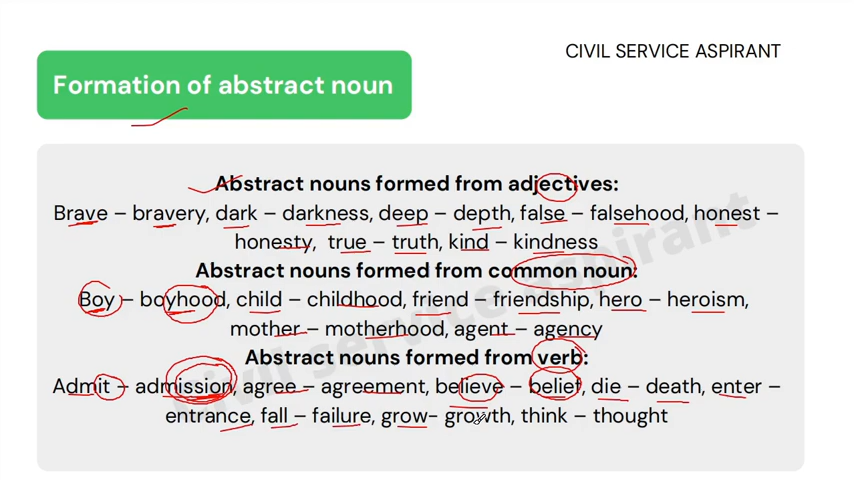 CIVIL SERVICE ASPIRANT
Formation of abstract noun
Abstract nouns formed from adjectives:
Brave – bravery, dark – darkness, deep – depth, false – falsehood, honest –
honesty, true – truth, kind – kindness
Abstract nouns formed from common noun:
Boy – boyhood, child – childhood, friend – friendship, hero – heroism,
mother – motherhood, agent – agency
Abstract nouns formed from verb:
Admit – admission, agree – agreement, believe – belief, die – death, enter –
entrance, fall – failure, grow- growth, think – thought
Civil service aspirant